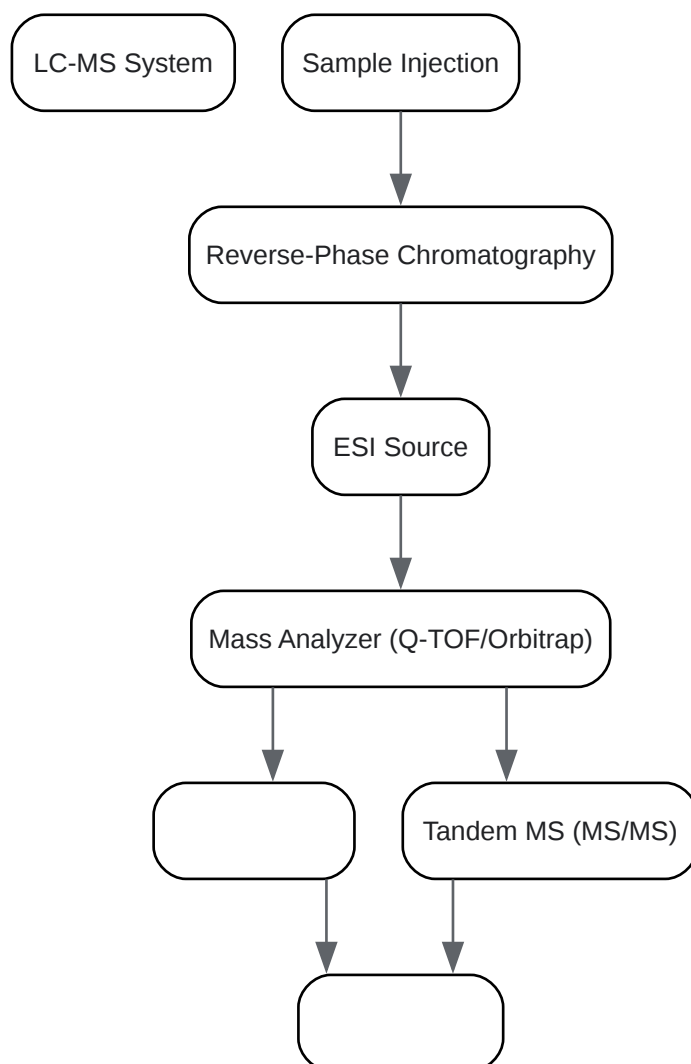 LC-MS System
Sample Injection
Reverse-Phase Chromatography
ESI Source
Mass Analyzer (Q-TOF/Orbitrap)
Tandem MS (MS/MS)